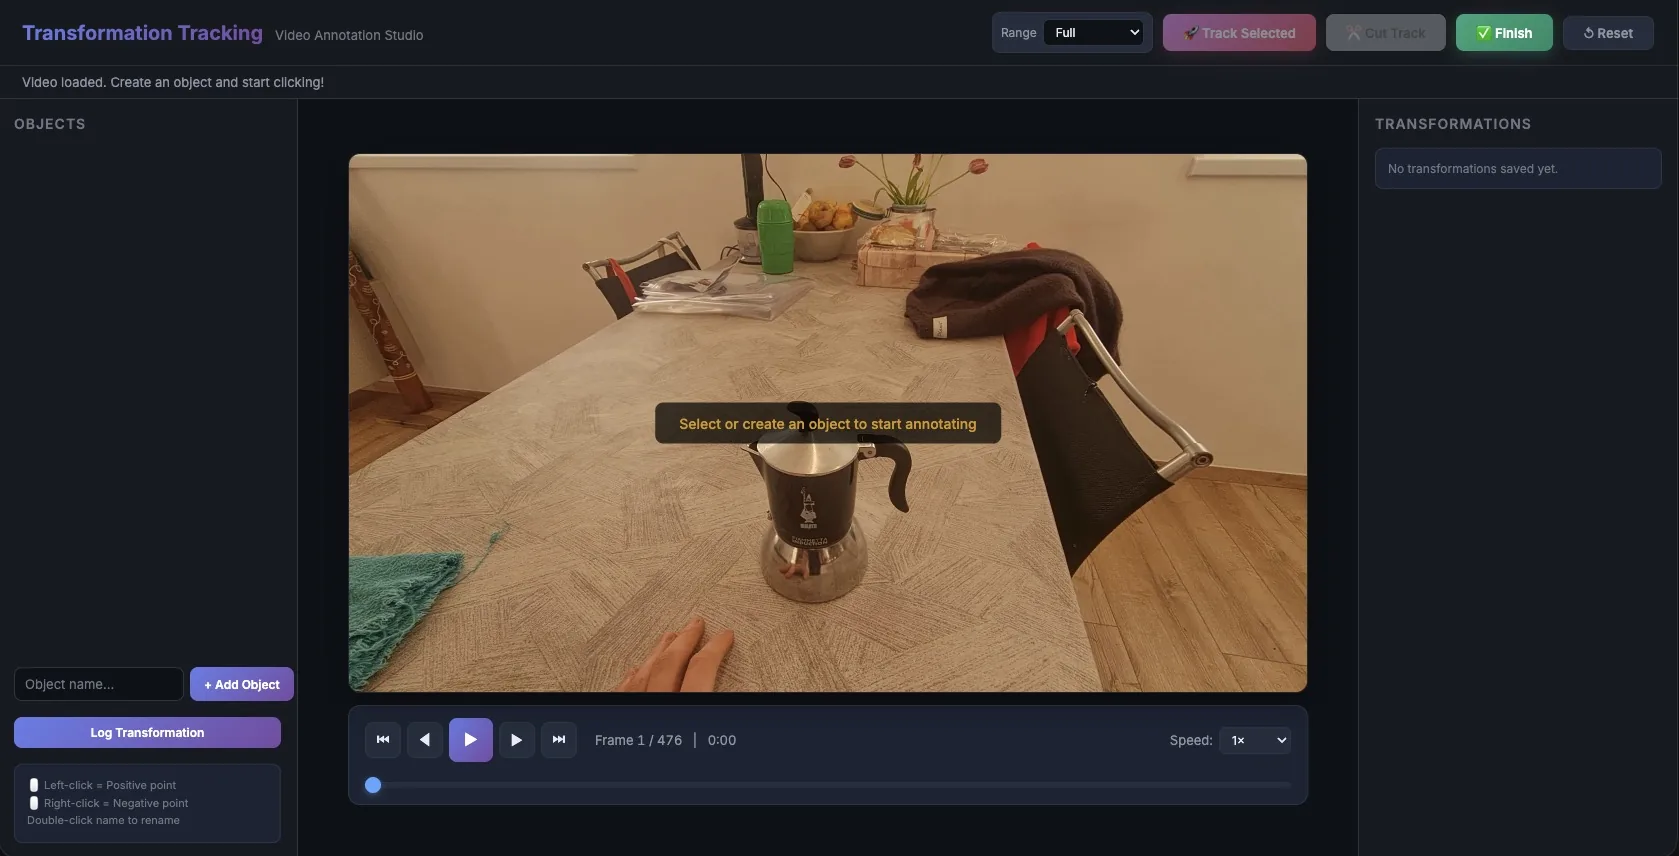 Transformation Tracking Video Annotation Studio
Range Full
🚀 Track Selected
✂️ Cut Track
✅ Finish
↺ Reset
Video loaded. Create an object and start clicking!
OBJECTS
TRANSFORMATIONS
No transformations saved yet.
Select or create an object to start annotating
Object name...
+ Add Object
Log Transformation
Left-click = Positive point
Right-click = Negative point
Double-click name to rename
Frame 1 / 476 | 0:00
Speed: 1×